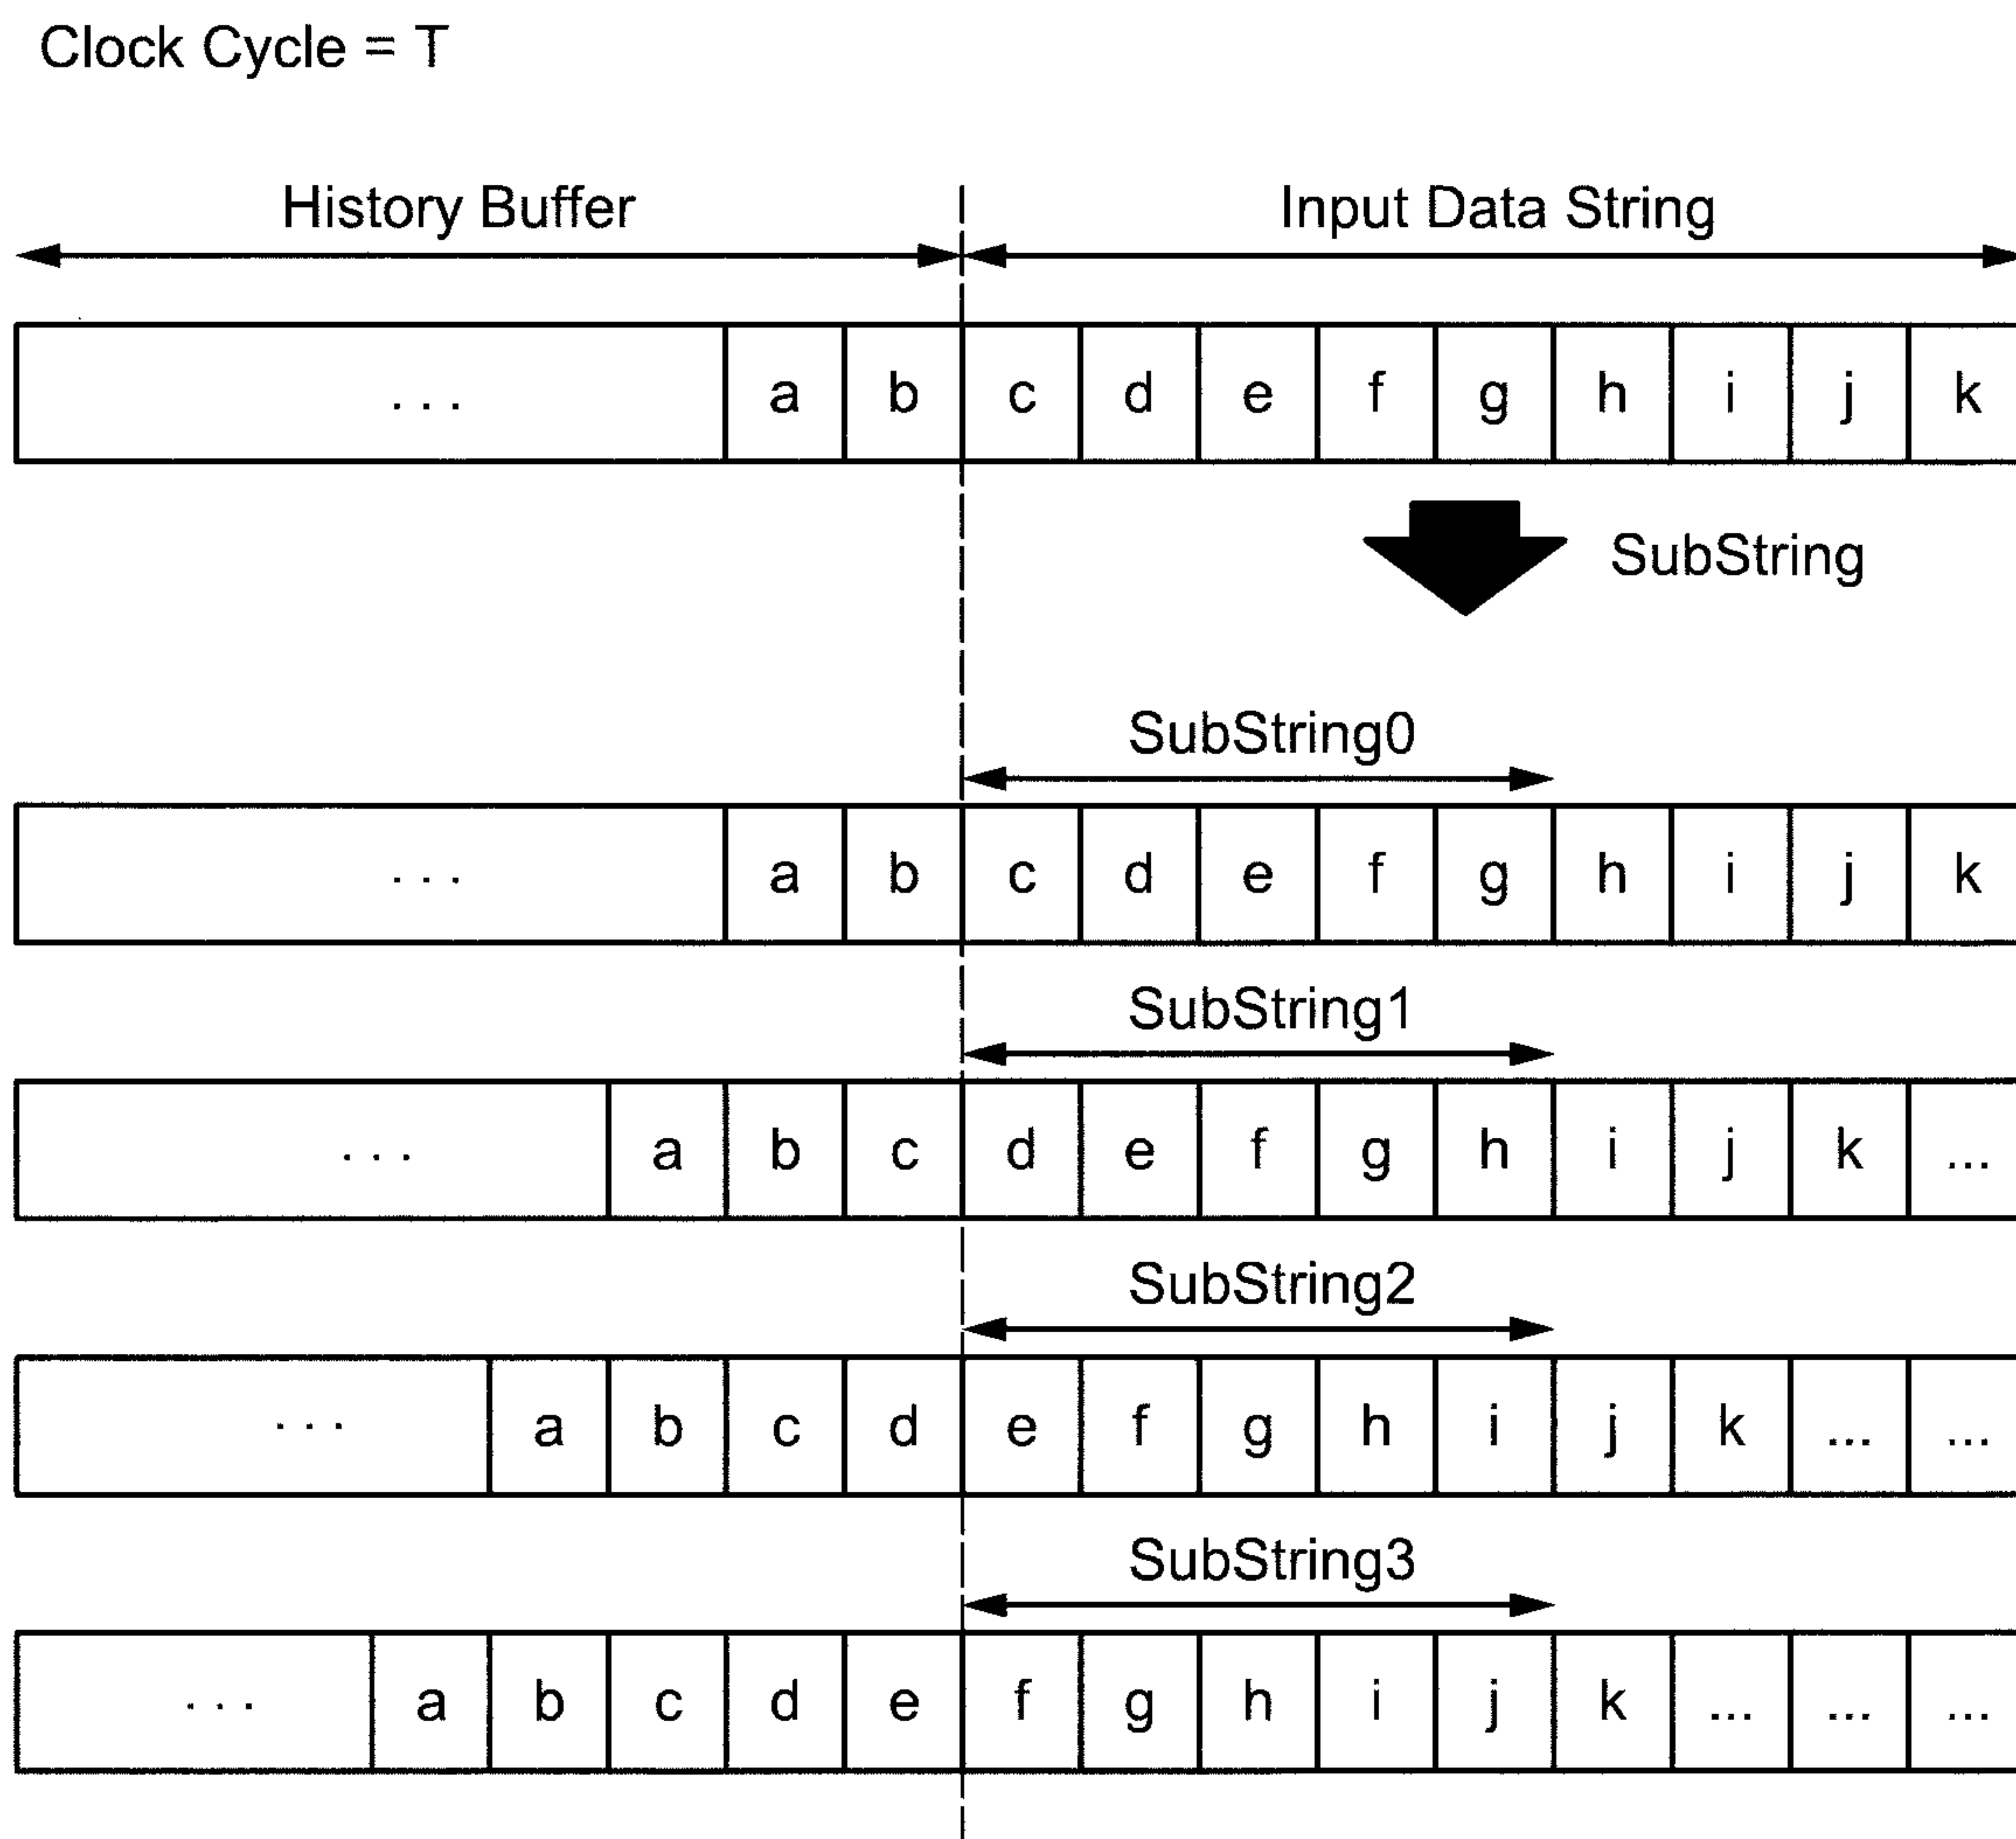 Clock Cycle = T
History Buffer Input Data String
... a b c d e f g h i j k
SubString
SubString0
... a b c d e f g h i j k
SubString1
... a b c d e f g h i j k ...
SubString2
... a b c d e f g h i j k ... ...
SubString3
... a b c d e f g h i j k ... ... ...